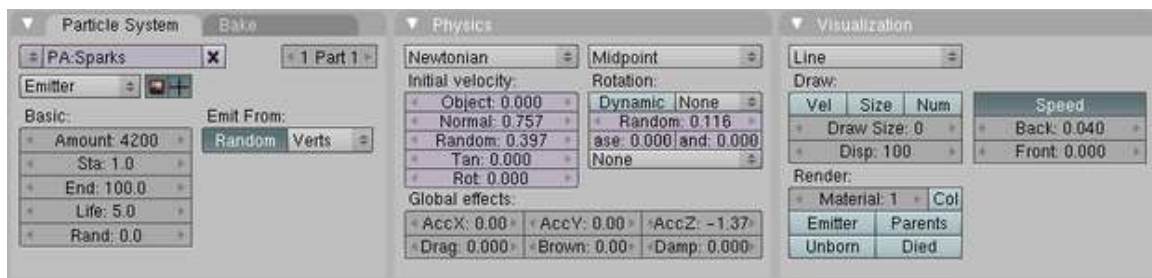 Particle System Bake
PA:Sparks X 1 Part 1
Emitter
Basic:
Amount: 4200
Sta: 1.0
End: 100.0
Life: 5.0
Rand: 0.0
Emit From:
Random Verts
Physics
Newtonian Midpoint
Initial velocity:
Object: 0.000
Normal: 0.757
Random: 0.397
Tan: 0.000
Rot: 0.000
Rotation:
Dynamic None
Random: 0.116
ase: 0.000 and: 0.000
None
Global effects:
AccX: 0.00 AccY: 0.00 AccZ: -1.37
Drag: 0.000 Brown: 0.00 Damp: 0.000
Visualization
Line
Draw:
Vel Size Num
Draw Size: 0
Disp: 100
Speed
Back: 0.040
Front: 0.000
Render:
Material: 1 Col
Emitter Parents
Unborn Died